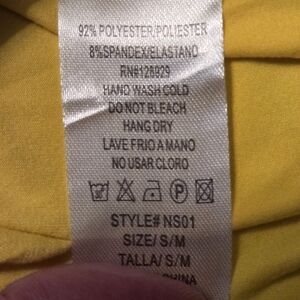 92% POLYESTER/POLIESTER
8%SPANDEX/ELASTANO
RN#126929
HAND WASH COLD
DO NOT BLEACH
HANG DRY
LAVE FRIO A MANO
NO USAR CLORO
P
STYLE# NS01
SIZE/ S/M
TALLA/ S/M
CHINA